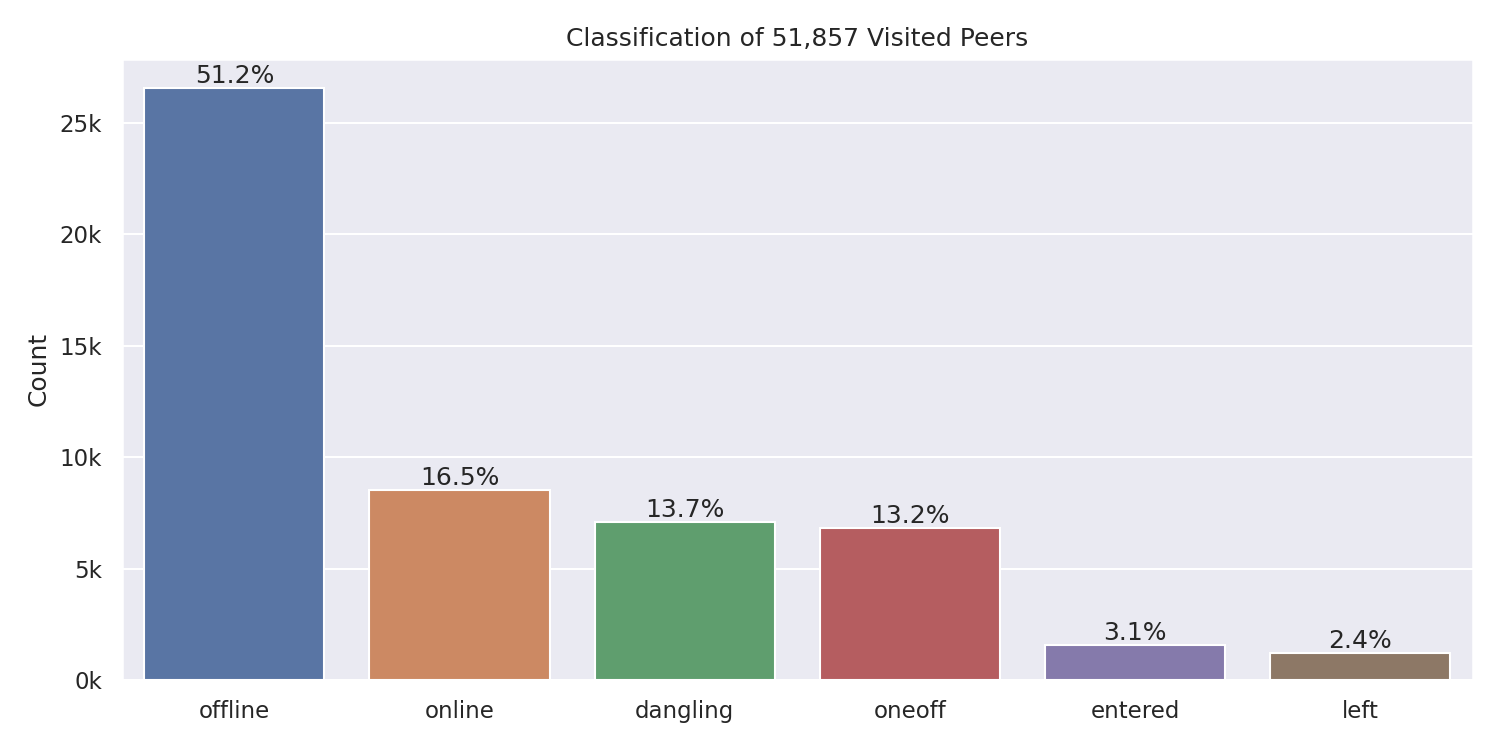 Classification of 51,857 Visited Peers
Count
25k
20k
15k
10k
5k
0k
51.2%
16.5%
13.7%
13.2%
3.1%
2.4%
offline
online
dangling
oneoff
entered
left